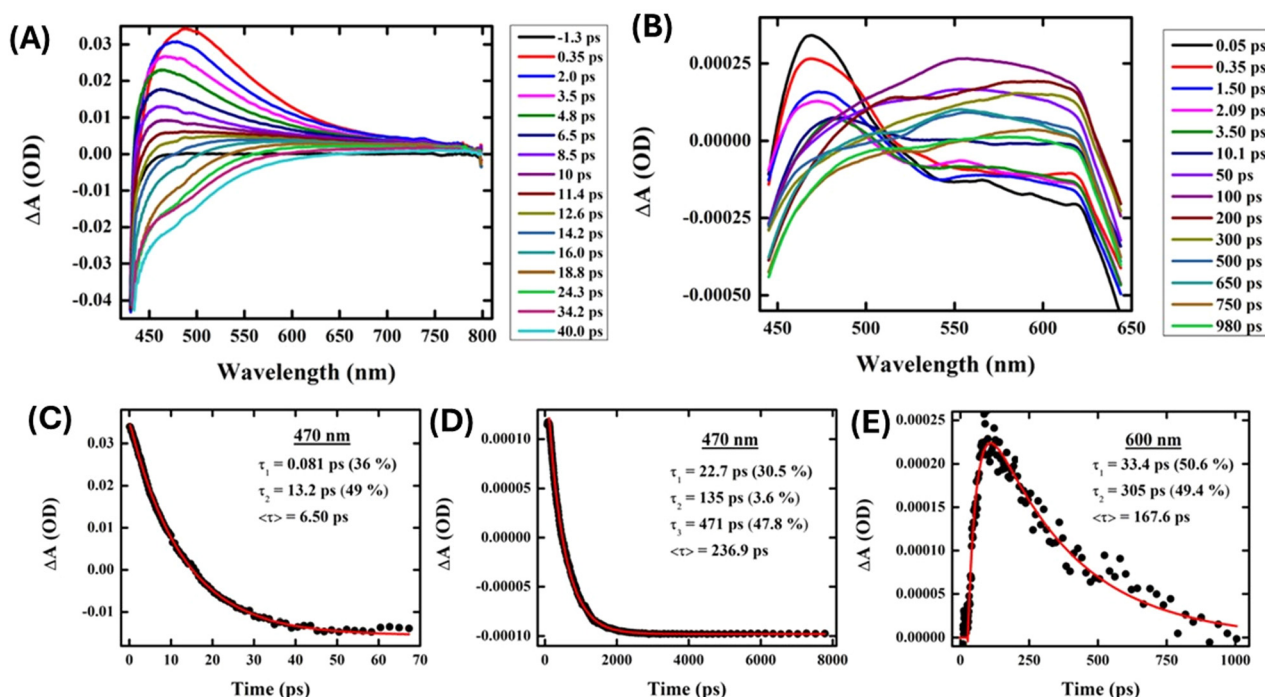 (A)
0.03
0.02
0.01
0.00
-0.01
-0.02
-0.03
-0.04
ΔA (OD)
450 500 550 600 650 700 750 800
Wavelength (nm)
-1.3 ps
0.35 ps
2.0 ps
3.5 ps
4.8 ps
6.5 ps
8.5 ps
10 ps
11.4 ps
12.6 ps
14.2 ps
16.0 ps
18.8 ps
24.3 ps
34.2 ps
40.0 ps
(B)
0.00025
0.00000
-0.00025
-0.00050
ΔA (OD)
450 500 550 600 650
Wavelength (nm)
0.05 ps
0.35 ps
1.50 ps
2.09 ps
3.50 ps
10.1 ps
50 ps
100 ps
200 ps
300 ps
500 ps
650 ps
750 ps
980 ps
(C)
470 nm
τ1 = 0.081 ps (36 %)
τ2 = 13.2 ps (49 %)
<τ> = 6.50 ps
0.03
0.02
0.01
0.00
-0.01
ΔA (OD)
0 10 20 30 40 50 60 70
Time (ps)
(D)
470 nm
τ1 = 22.7 ps (30.5 %)
τ2 = 135 ps (3.6 %)
τ3 = 471 ps (47.8 %)
<τ> = 236.9 ps
0.00010
0.00005
0.00000
-0.00005
-0.00010
ΔA (OD)
0 2000 4000 6000 8000
Time (ps)
(E)
600 nm
τ1 = 33.4 ps (50.6 %)
τ2 = 305 ps (49.4 %)
<τ> = 167.6 ps
0.00025
0.00020
0.00015
0.00010
0.00005
0.00000
ΔA (OD)
0 250 500 750 1000
Time (ps)